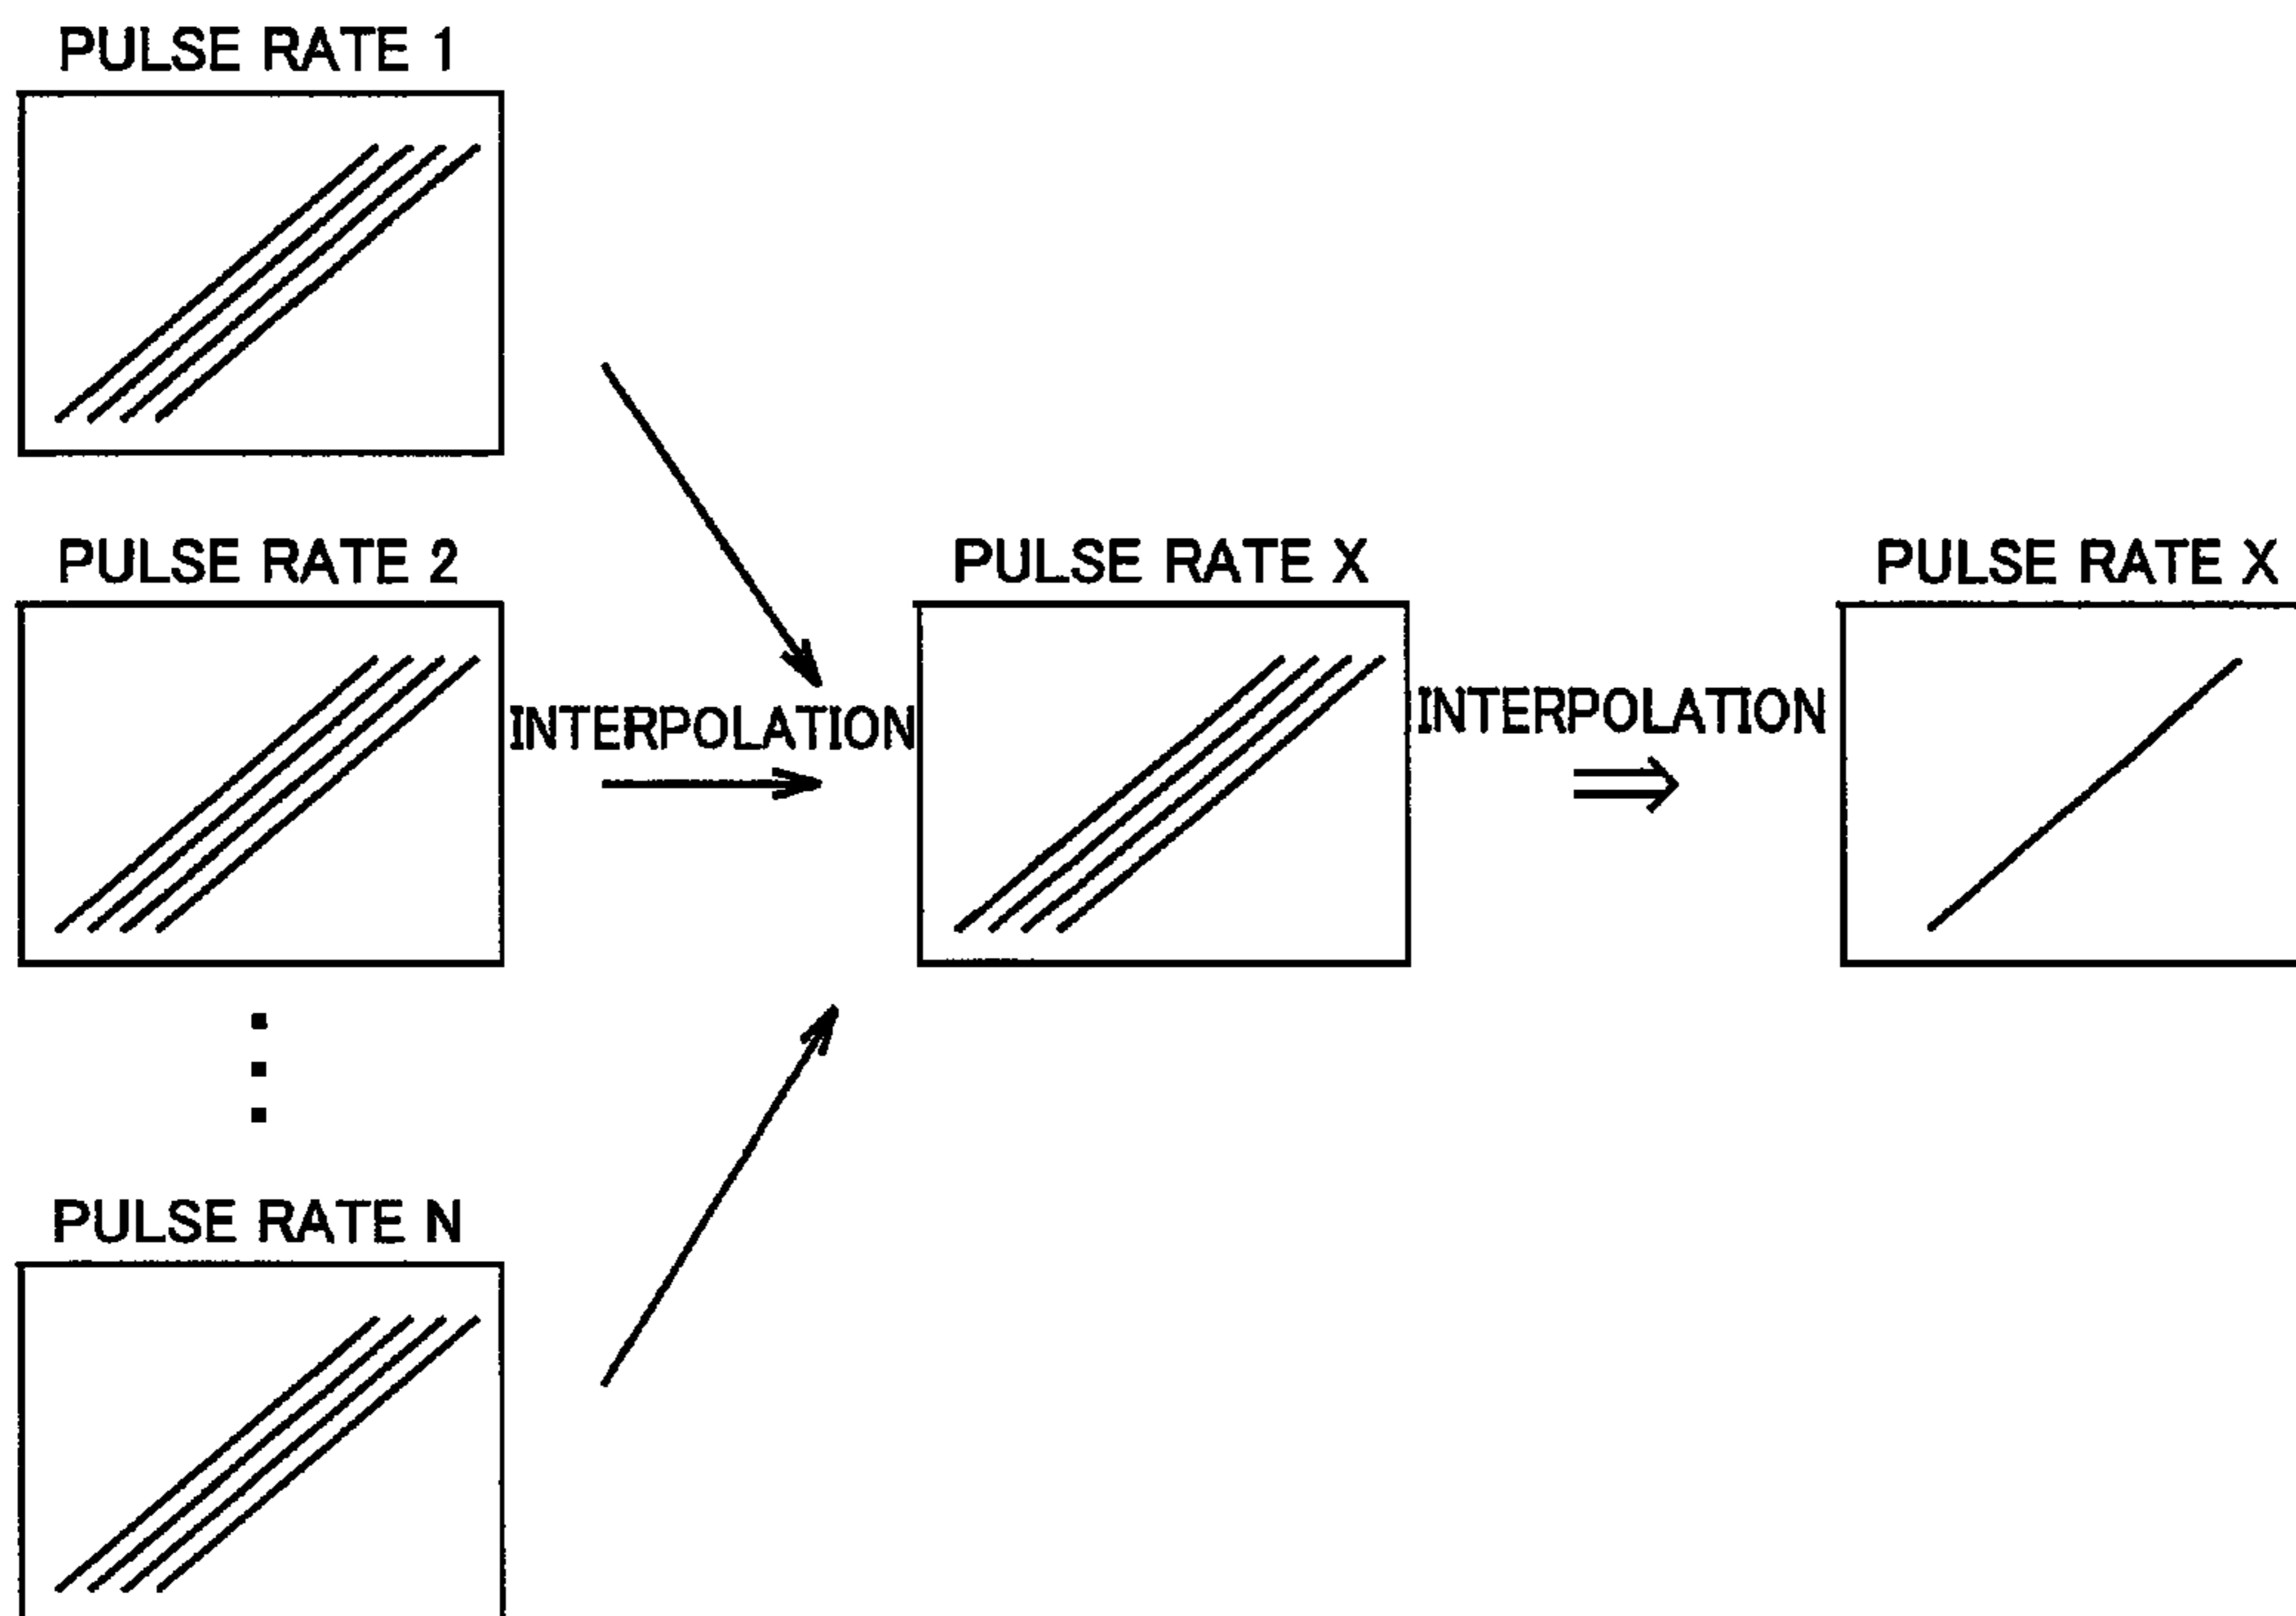 PULSE RATE 1
PULSE RATE 2
PULSE RATE X
PULSE RATE X
INTERPOLATION
INTERPOLATION
PULSE RATE N